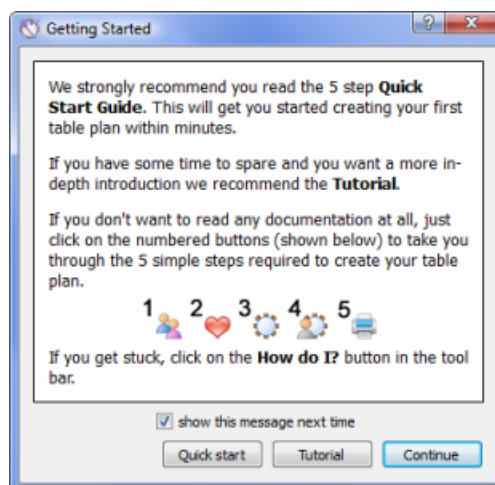 Getting Started
?
We strongly recommend you read the 5 step Quick
Start Guide. This will get you started creating your first
table plan within minutes.
If you have some time to spare and you want a more in-
depth introduction we recommend the Tutorial.
If you don't want to read any documentation at all, just
click on the numbered buttons (shown below) to take you
through the 5 simple steps required to create your table
plan.
1 2 3 4 5
If you get stuck, click on the How do I? button in the tool
bar.
show this message next time
Quick start Tutorial Continue